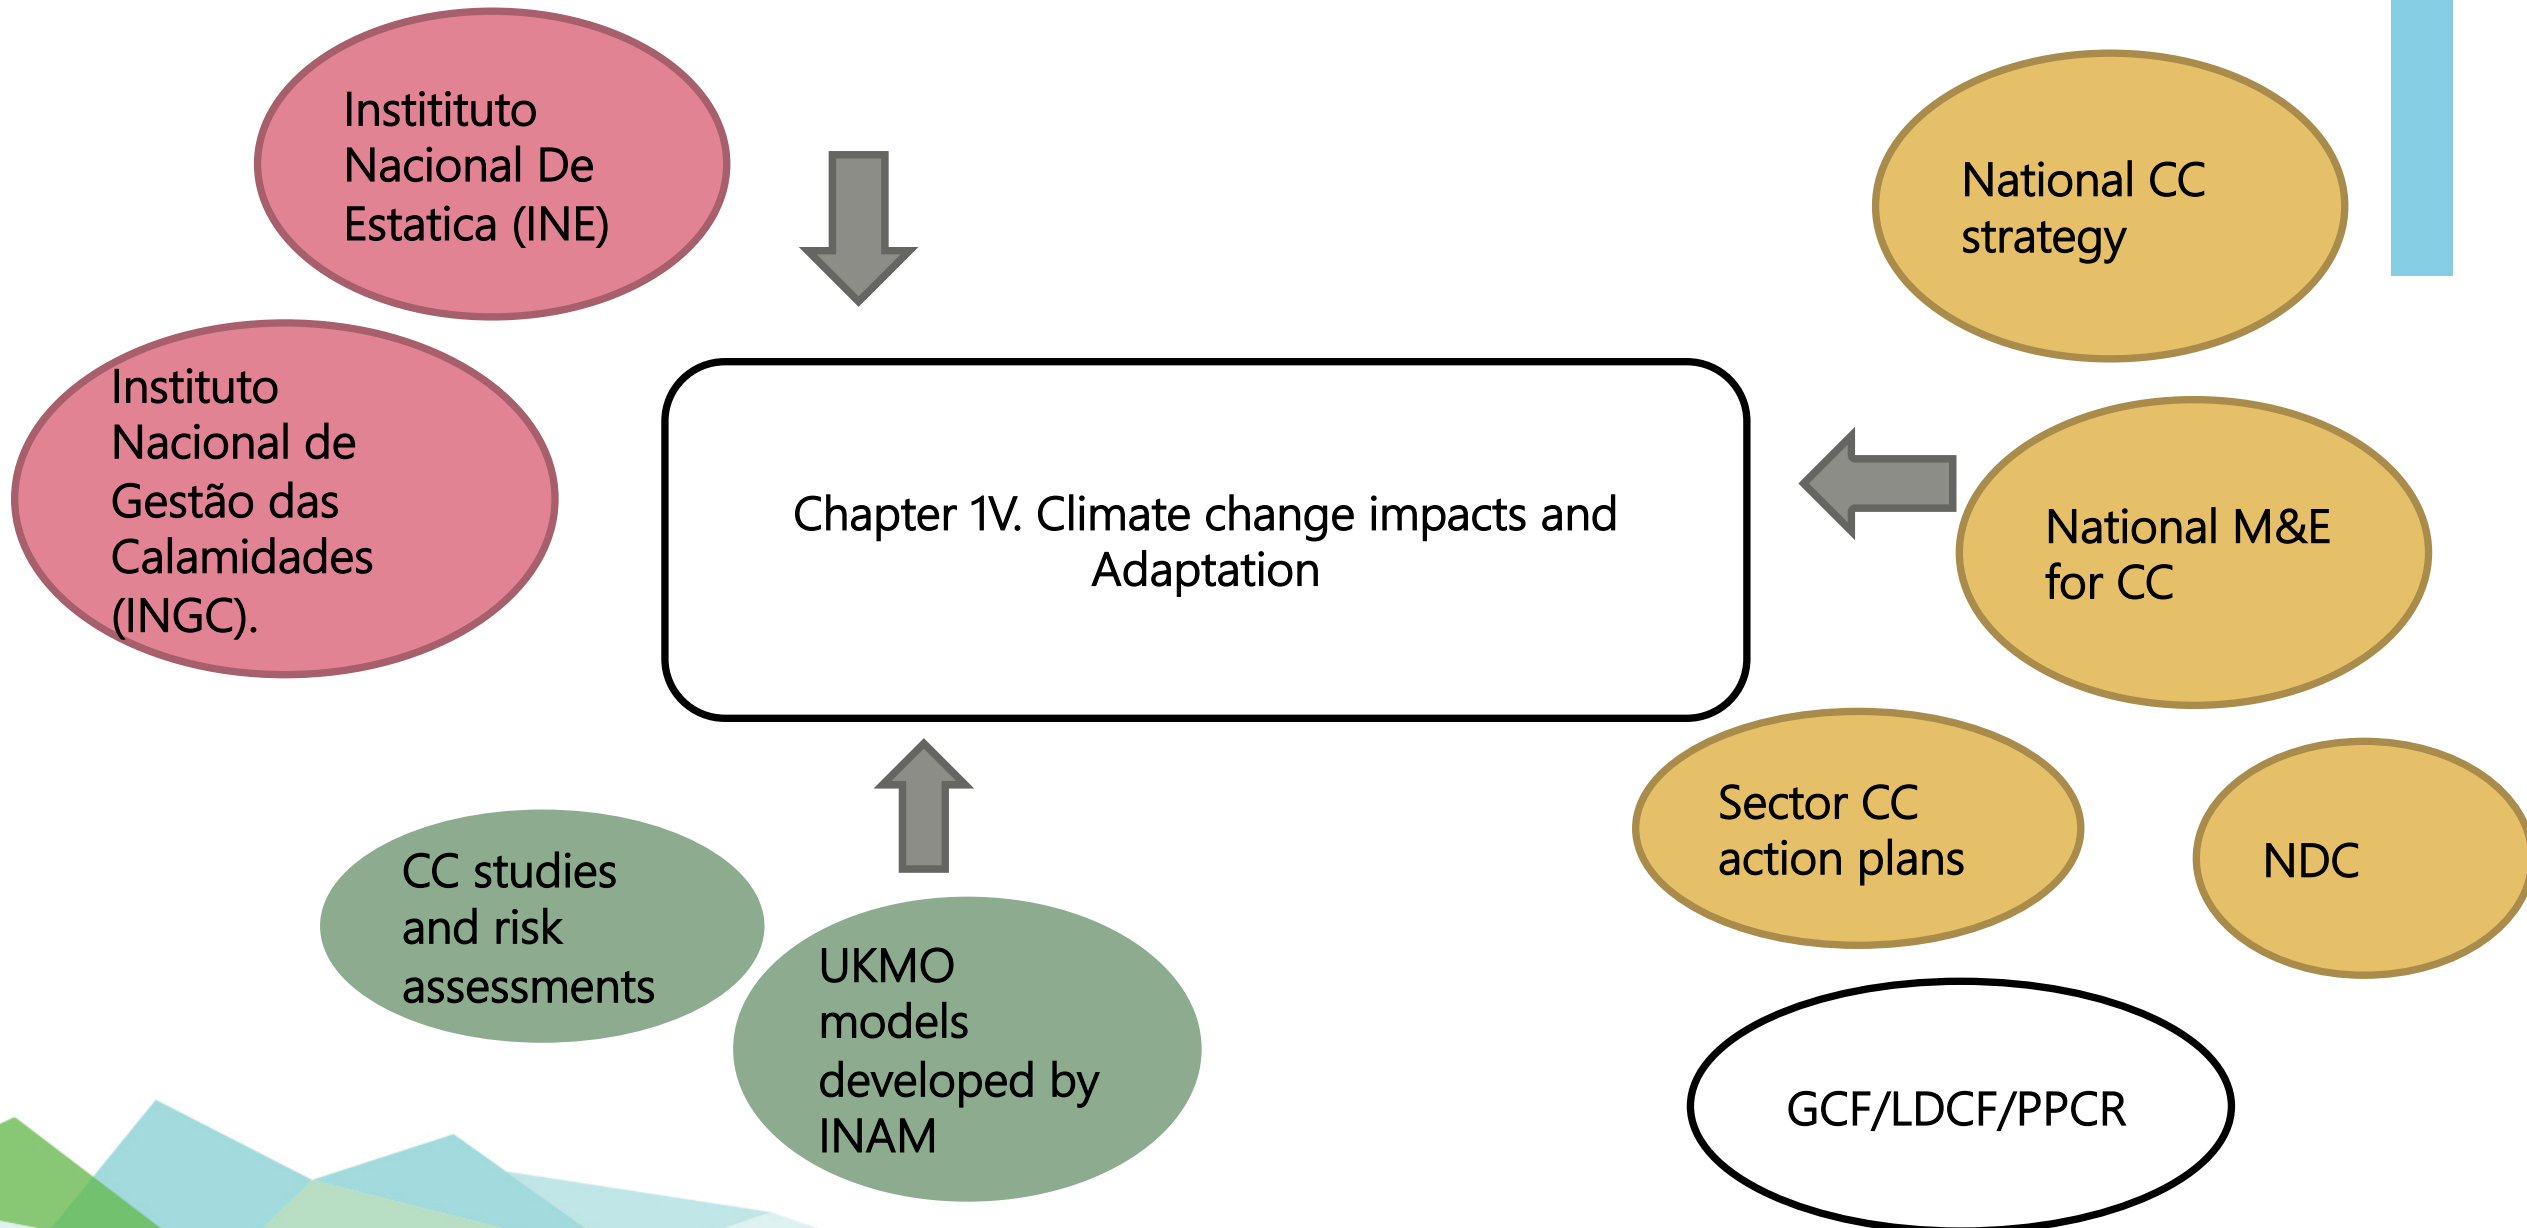 Instítituto
Nacional De
Estatica (INE)
Instituto
Nacional de
Gestão das
Calamidades
(INGC).
Chapter 1V. Climate change impacts and
Adaptation
National CC
strategy
National M&E
for CC
Sector CC
action plans
NDC
GCF/LDCF/PPCR
CC studies
and risk
assessments
UKMO
models
developed by
INAM